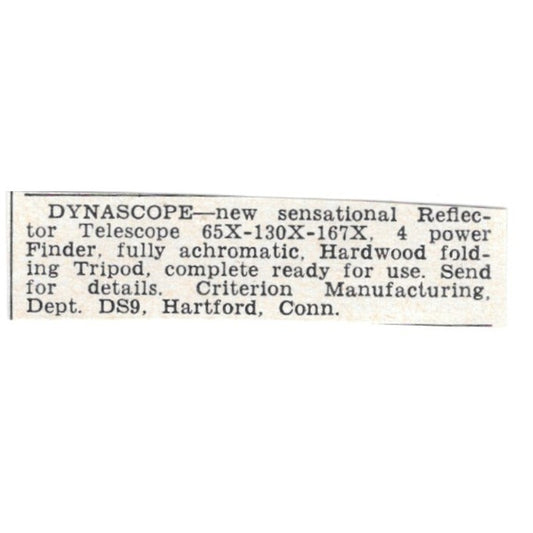 DYNASCOPE—new sensational Reflec-
tor Telescope 65X-130X-167X, 4 power
Finder, fully achromatic, Hardwood fold-
ing Tripod, complete ready for use. Send
for details. Criterion Manufacturing,
Dept. DS9, Hartford, Conn.